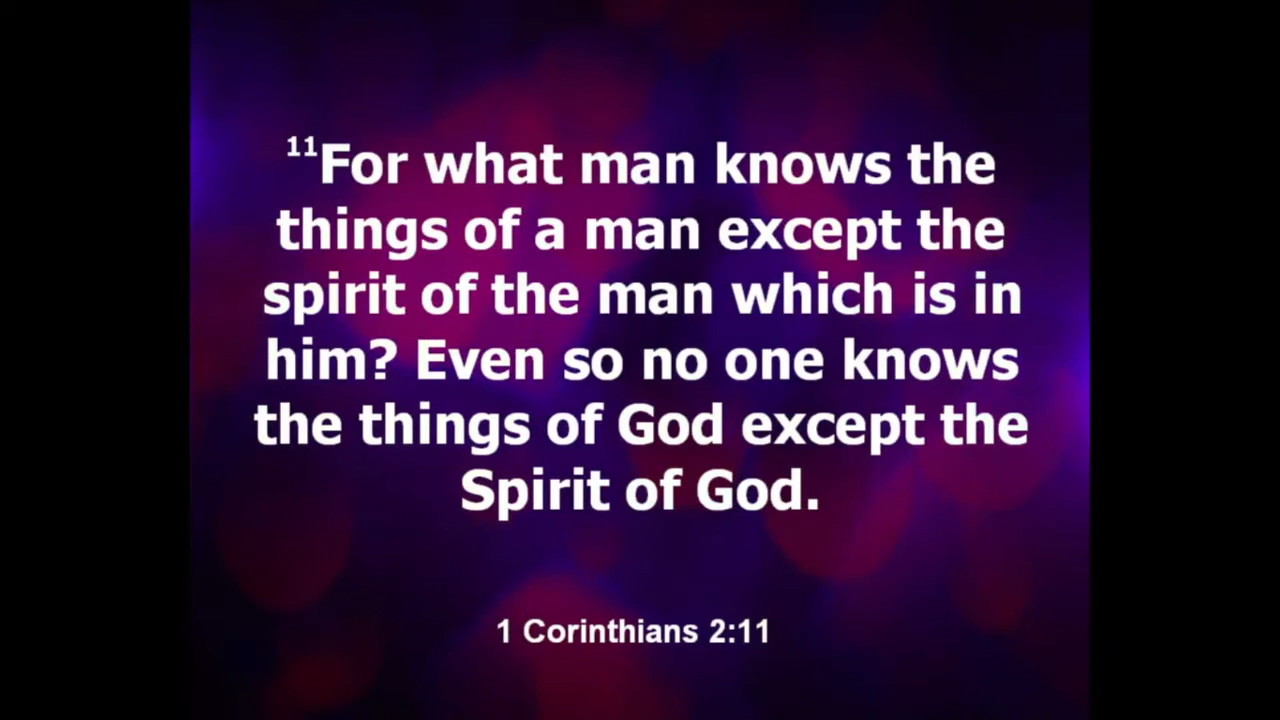 11For what man knows the
things of a man except the
spirit of the man which is in
him? Even so no one knows
the things of God except the
Spirit of God.
1 Corinthians 2:11